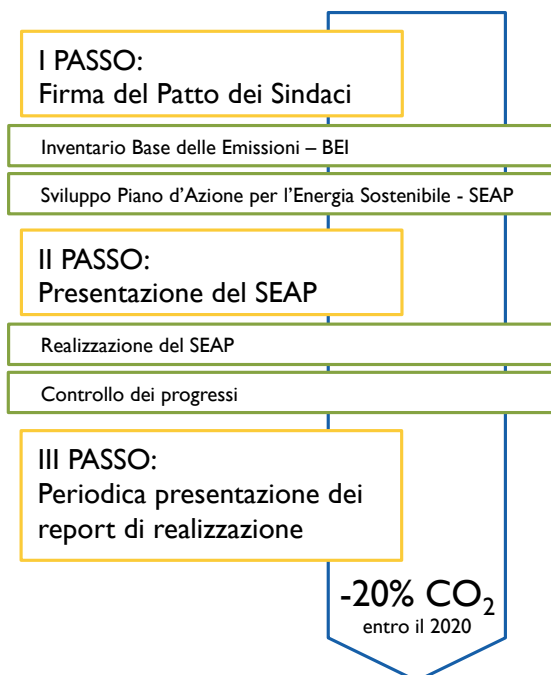 I PASSO:
Firma del Patto dei Sindaci
Inventario Base delle Emissioni – BEI
Sviluppo Piano d'Azione per l'Energia Sostenibile - SEAP
II PASSO:
Presentazione del SEAP
Realizzazione del SEAP
Controllo dei progressi
III PASSO:
Periodica presentazione dei
report di realizzazione
-20% CO₂
entro il 2020